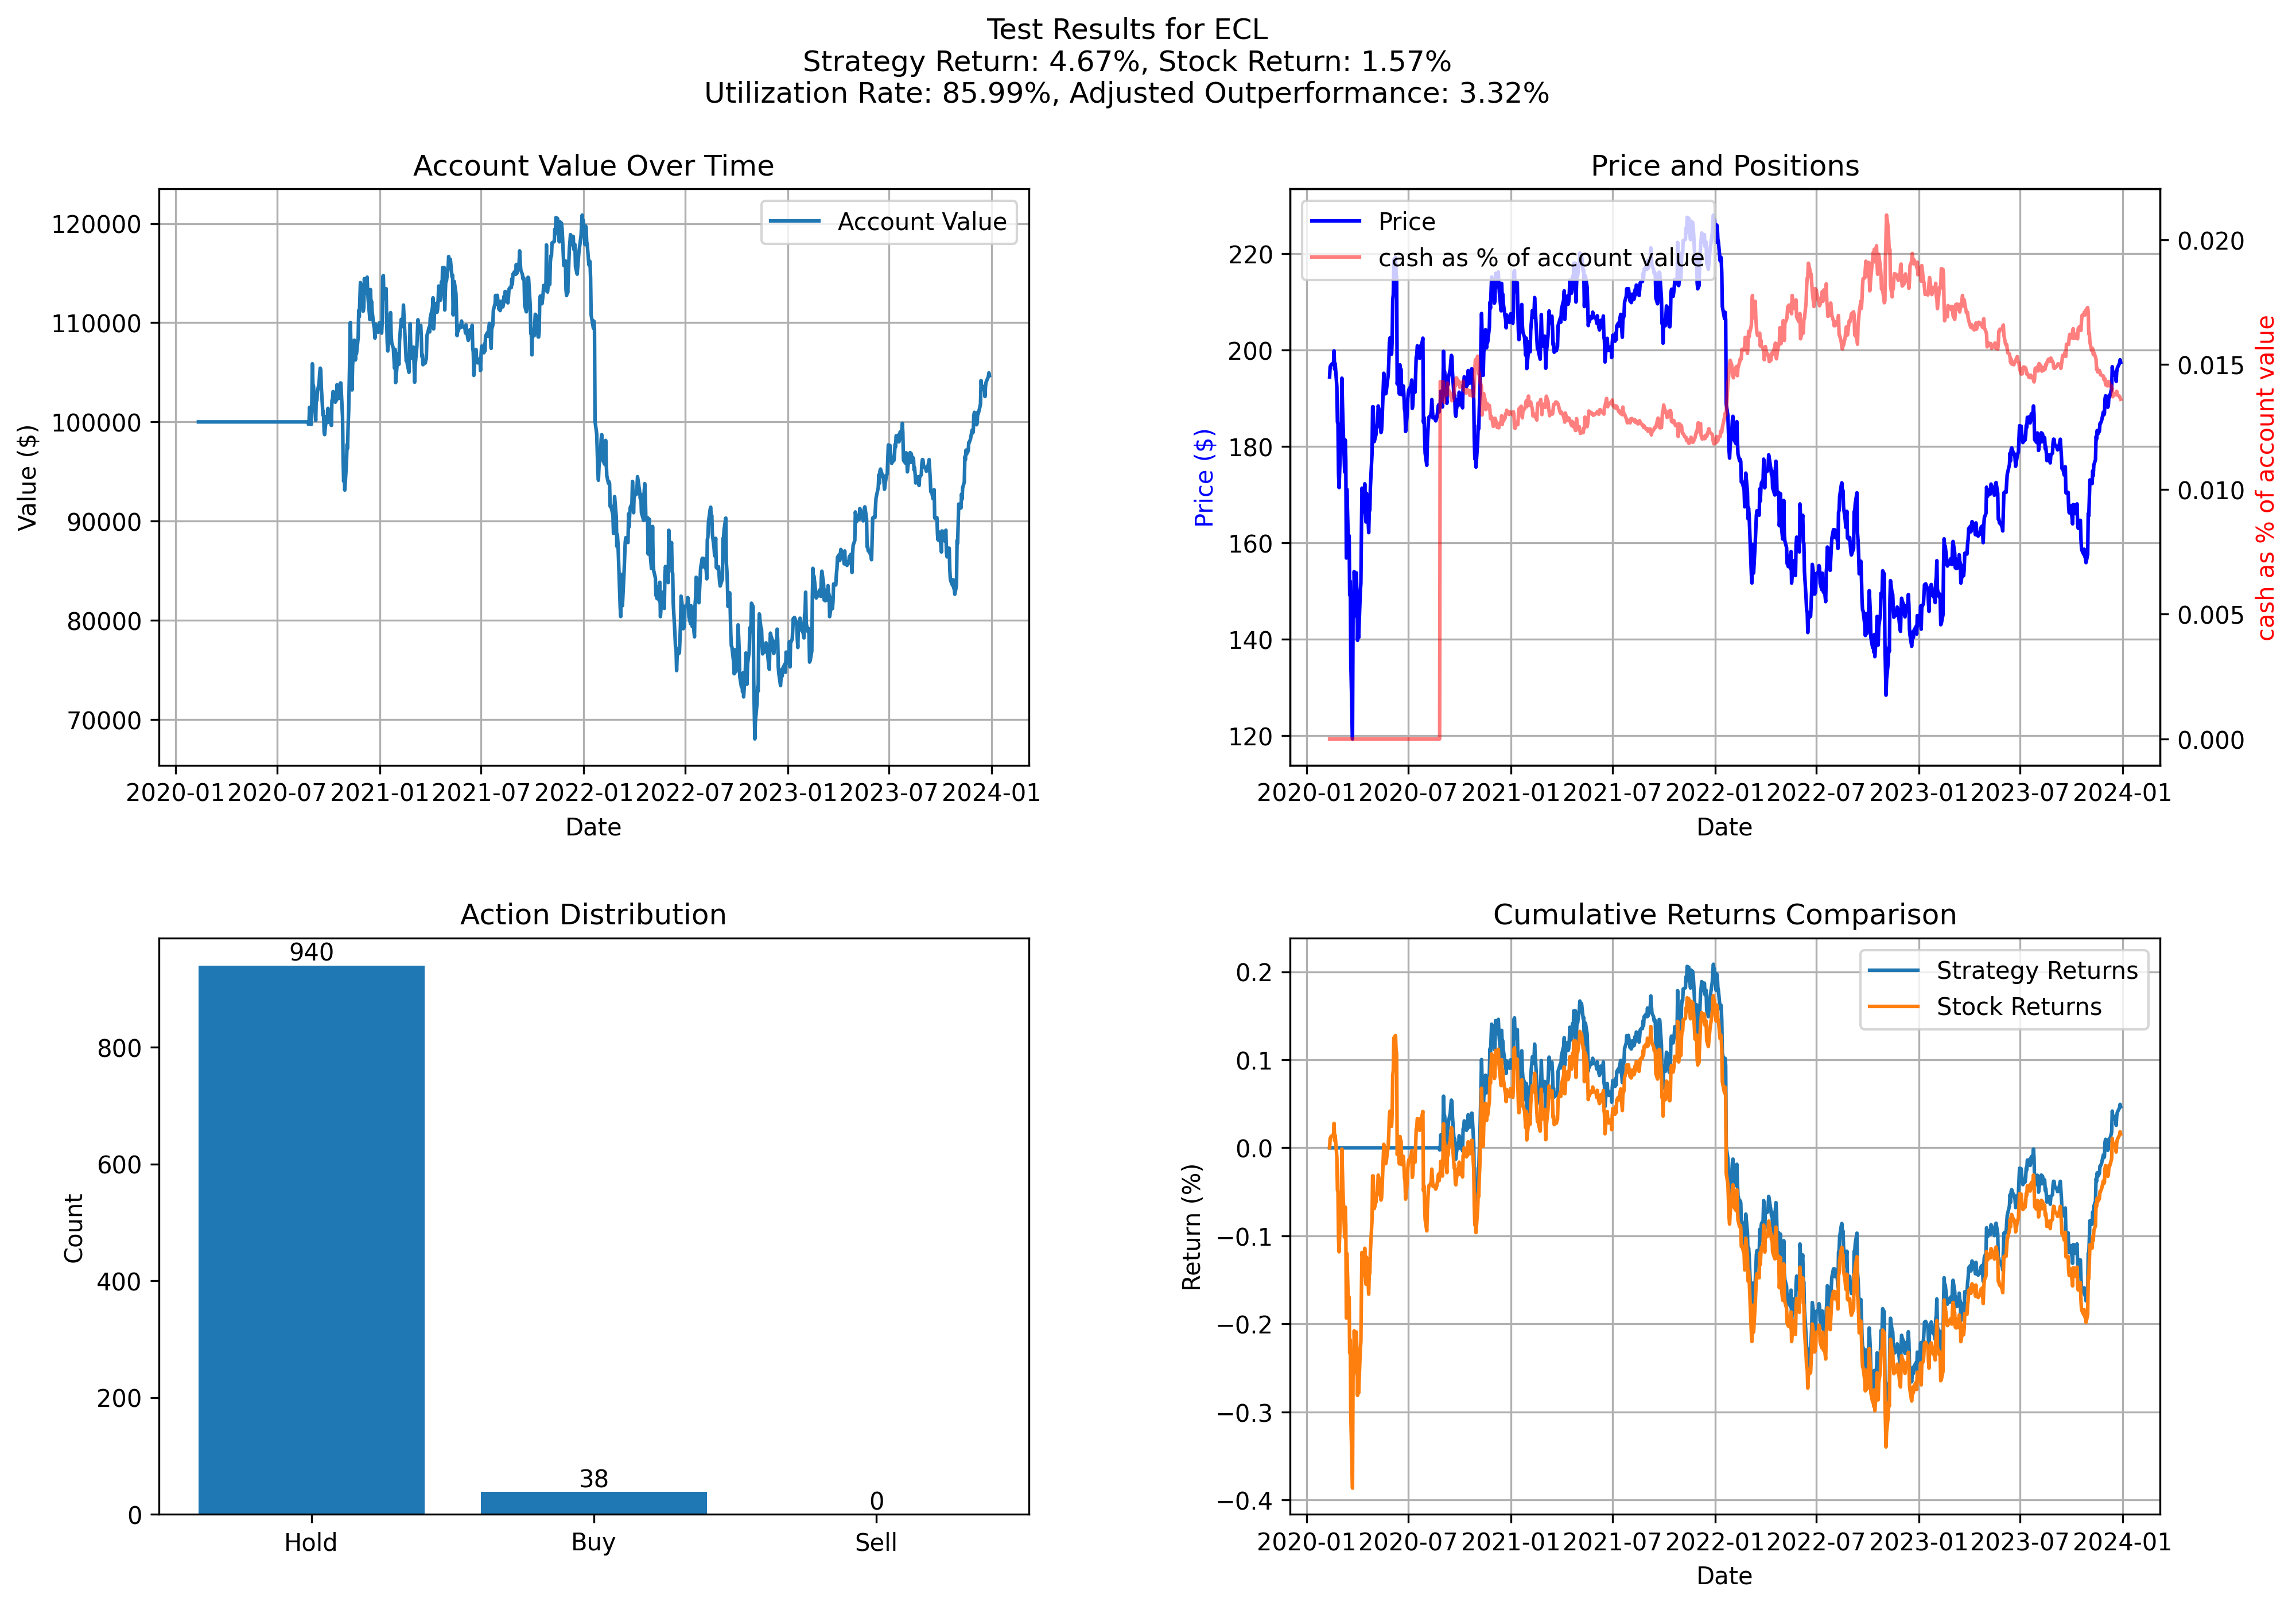 Test Results for ECL
Strategy Return: 4.67%, Stock Return: 1.57%
Utilization Rate: 85.99%, Adjusted Outperformance: 3.32%
Account Value Over Time
Account Value
120000
110000
100000
90000
80000
70000
Value ($)
2020-01 2020-07 2021-01 2021-07 2022-01 2022-07 2023-01 2023-07 2024-01
Date
Price and Positions
Price
cash as % of account value
220
200
180
160
140
120
Price ($)
0.020
0.015
0.010
0.005
0.000
cash as % of account value
2020-01 2020-07 2021-01 2021-07 2022-01 2022-07 2023-01 2023-07 2024-01
Date
Action Distribution
940
38
0
800
600
400
200
0
Count
Hold Buy Sell
Cumulative Returns Comparison
Strategy Returns
Stock Returns
0.2
0.1
0.0
−0.1
−0.2
−0.3
−0.4
Return (%)
2020-01 2020-07 2021-01 2021-07 2022-01 2022-07 2023-01 2023-07 2024-01
Date